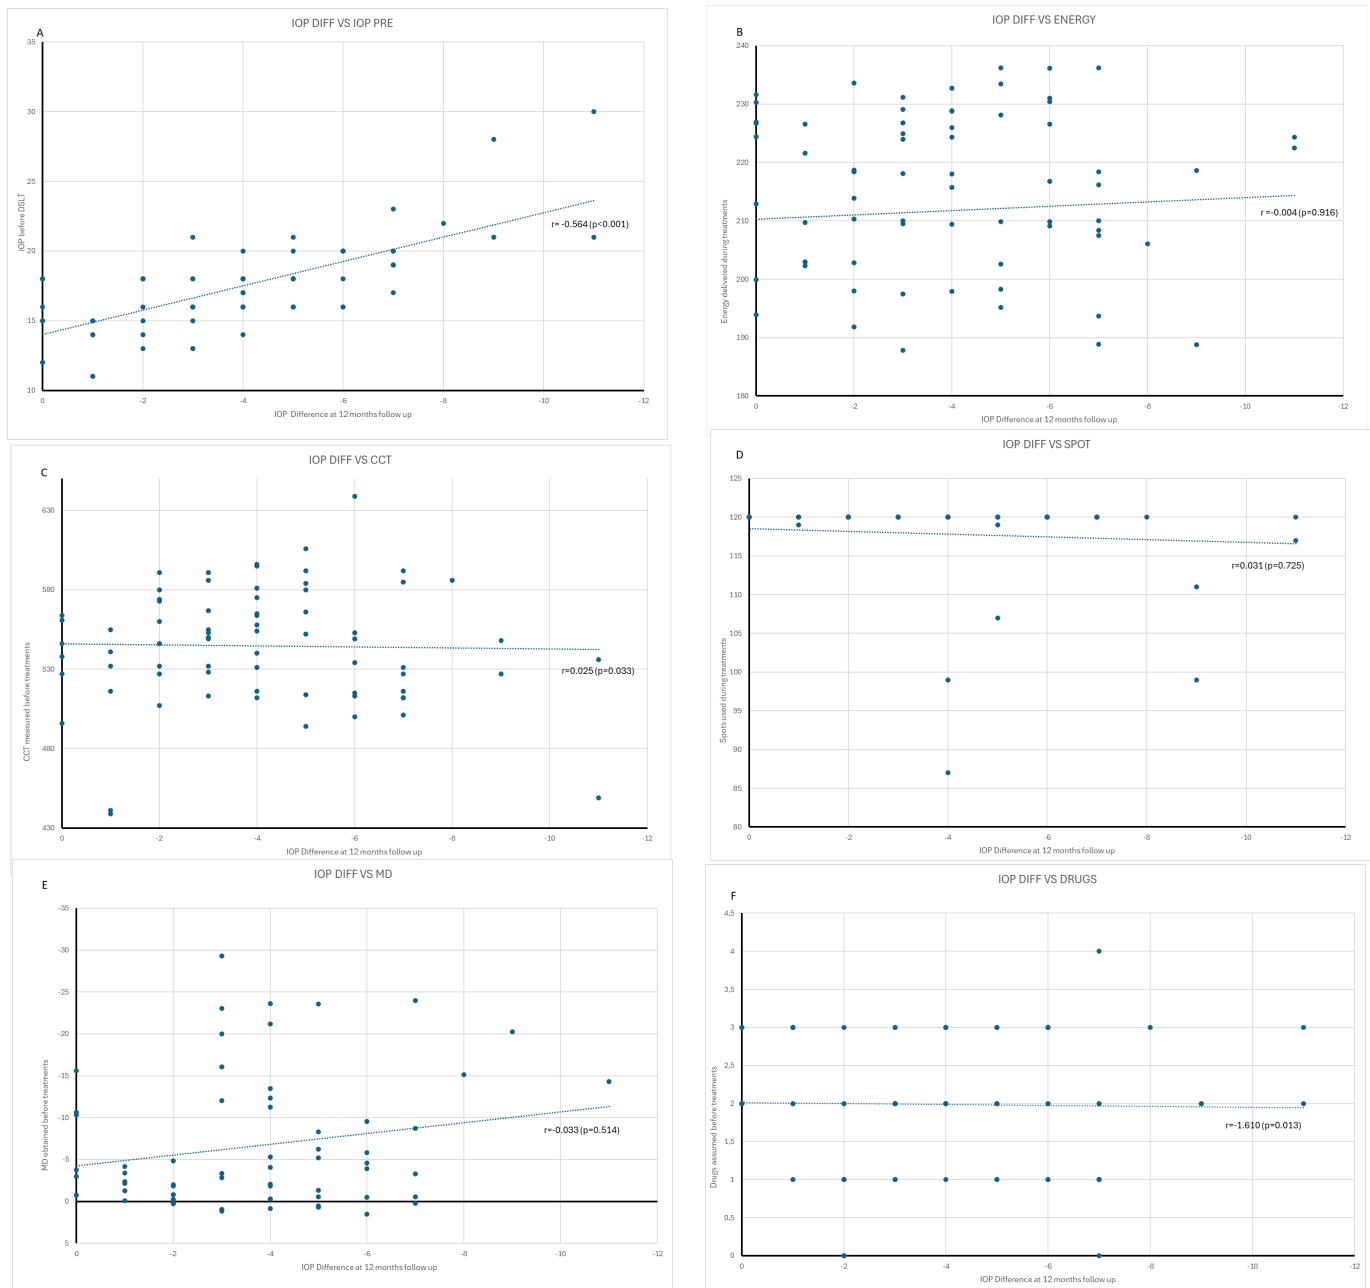 IOP DIFF VS IOP PRE
A
35
30
25
20
15
10
IOP before DSLT
r= -0.564 (p<0.001)
0 -2 -4 -6 -8 -10 -12
IOP Difference at 12 months follow up
IOP DIFF VS ENERGY
B
240
230
220
210
200
190
180
Energy delivered during treatments
r =-0.004 (p=0.916)
0 -2 -4 -6 -8 -10 -12
IOP Difference at 12 months follow up
IOP DIFF VS CCT
C
630
580
530
480
430
CCT measured before treatments
r=0.025 (p=0.033)
0 -2 -4 -6 -8 -10 -12
IOP Difference at 12 months follow up
IOP DIFF VS SPOT
D
125
120
115
110
105
100
95
90
85
80
Spots used during treatments
r=0.031 (p=0.725)
0 -2 -4 -6 -8 -10 -12
IOP Difference at 12 months follow up
IOP DIFF VS MD
E
-35
-30
-25
-20
-15
-10
-5
0
5
MD obtained before treatments
r=-0.033 (p=0.514)
0 -2 -4 -6 -8 -10 -12
IOP Difference at 12 months follow up
IOP DIFF VS DRUGS
F
4,5
4
3,5
3
2,5
2
1,5
1
0,5
0
Drugs assumed before treatments
r=-1.610 (p=0.013)
0 -2 -4 -6 -8 -10 -12
IOP Difference at 12 months follow up